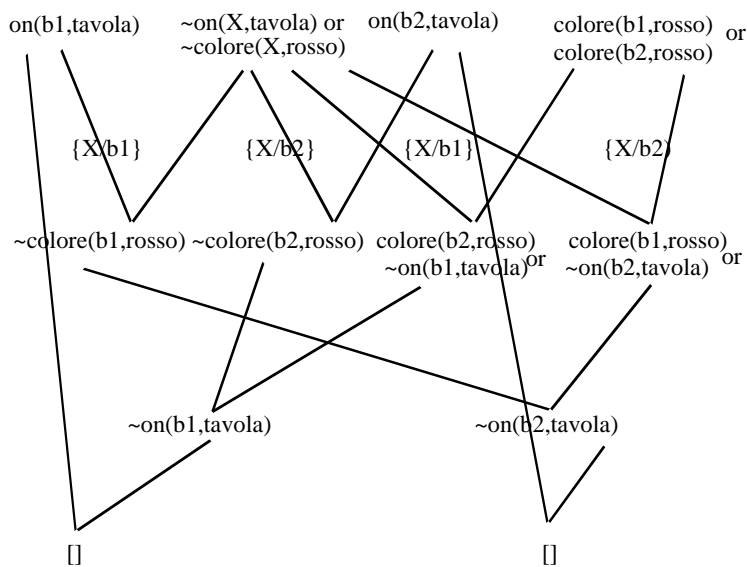 on(b1,tavola)
~on(X,tavola) or
~colore(X,rosso)
on(b2,tavola)
colore(b1,rosso) or
colore(b2,rosso)
{X/b1}
{X/b2}
{X/b1}
{X/b2)
~colore(b1,rosso)
~colore(b2,rosso)
colore(b2,rosso)
~on(b1,tavola) or
colore(b1,rosso)
~on(b2,tavola) or
~on(b1,tavola)
~on(b2,tavola)
[]
[]